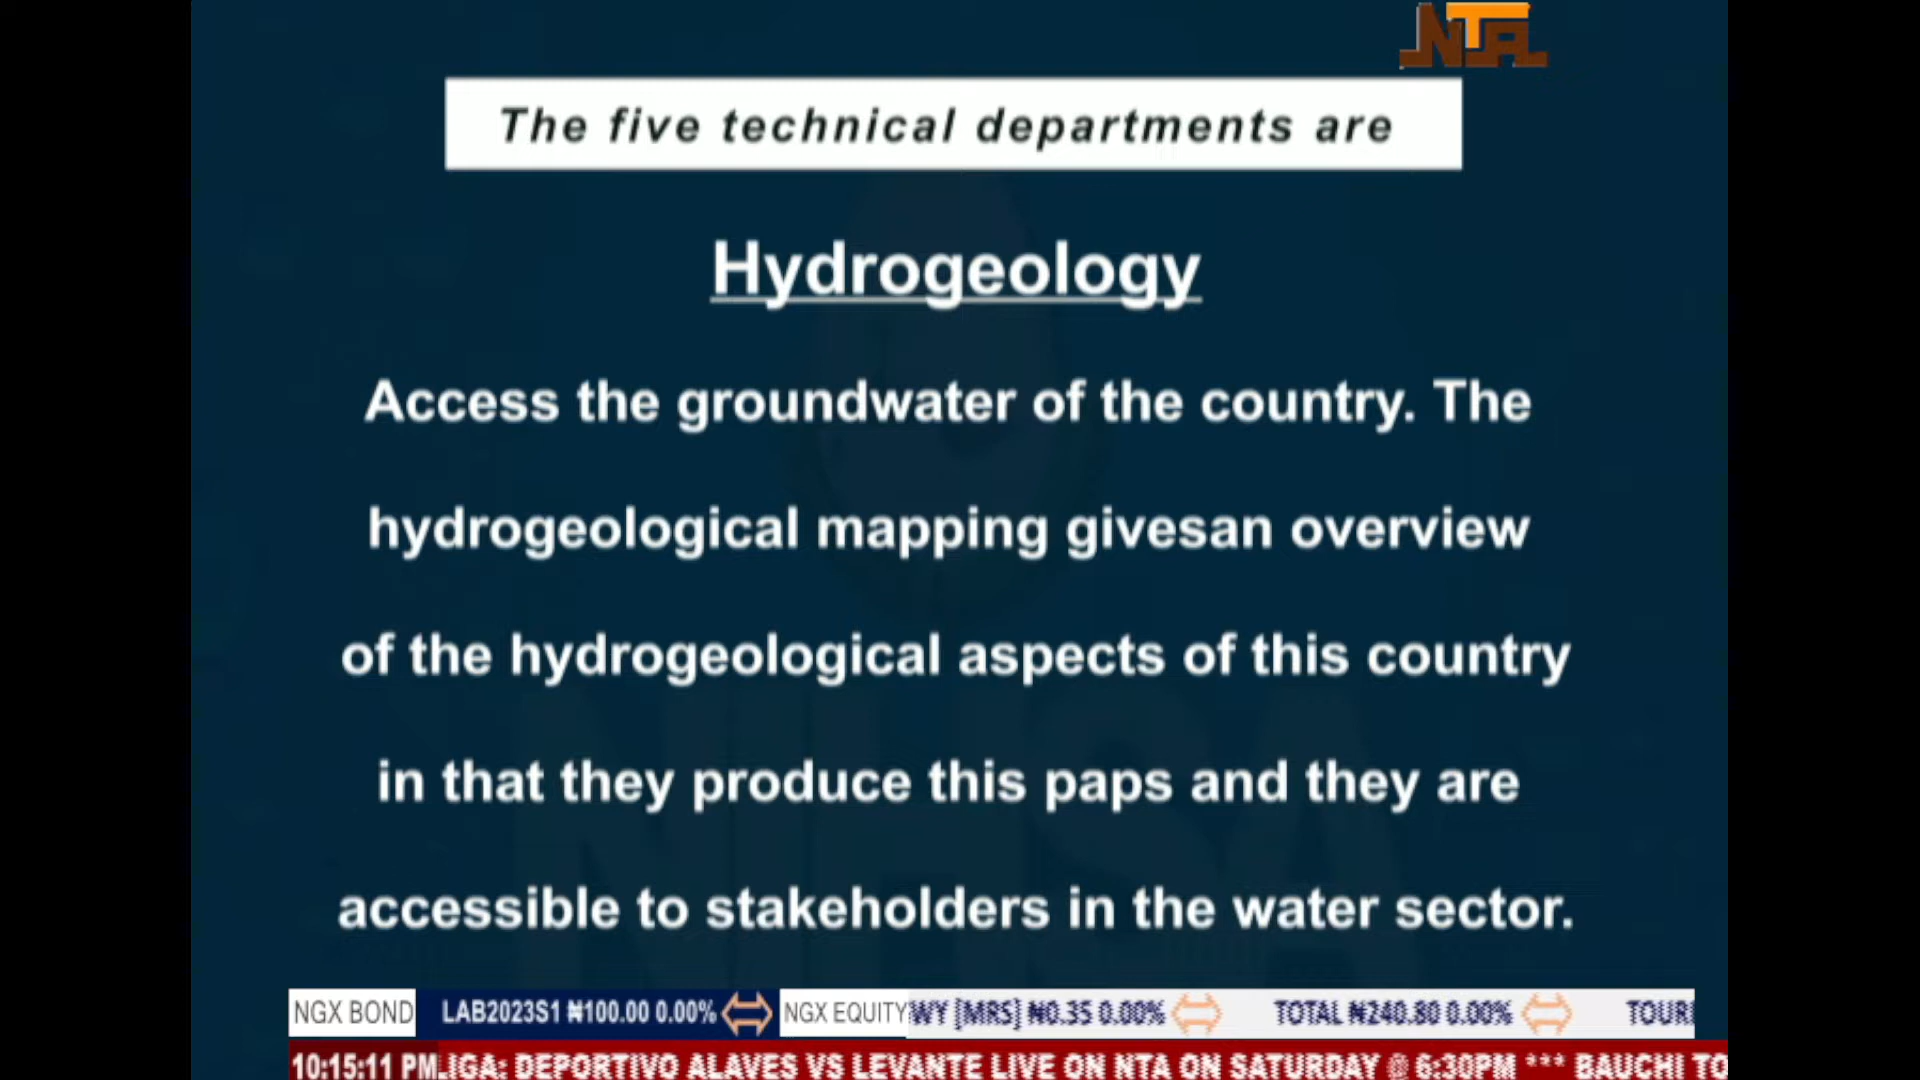 NTA
The five technical departments are
Hydrogeology
Access the groundwater of the country. The
hydrogeological mapping givesan overview
of the hydrogeological aspects of this country
in that they produce this paps and they are
accessible to stakeholders in the water sector.
NGX BOND LAB2023S1 ₦100.00 0.00% NGX EQUITY WY [MRS] ₦0.35 0.00% TOTAL ₦240.80 0.00% TOUR
10:15:11 PM LIGA: DEPORTIVO ALAVES VS LEVANTE LIVE ON NTA ON SATURDAY @ 6:30PM *** BAUCHI TO